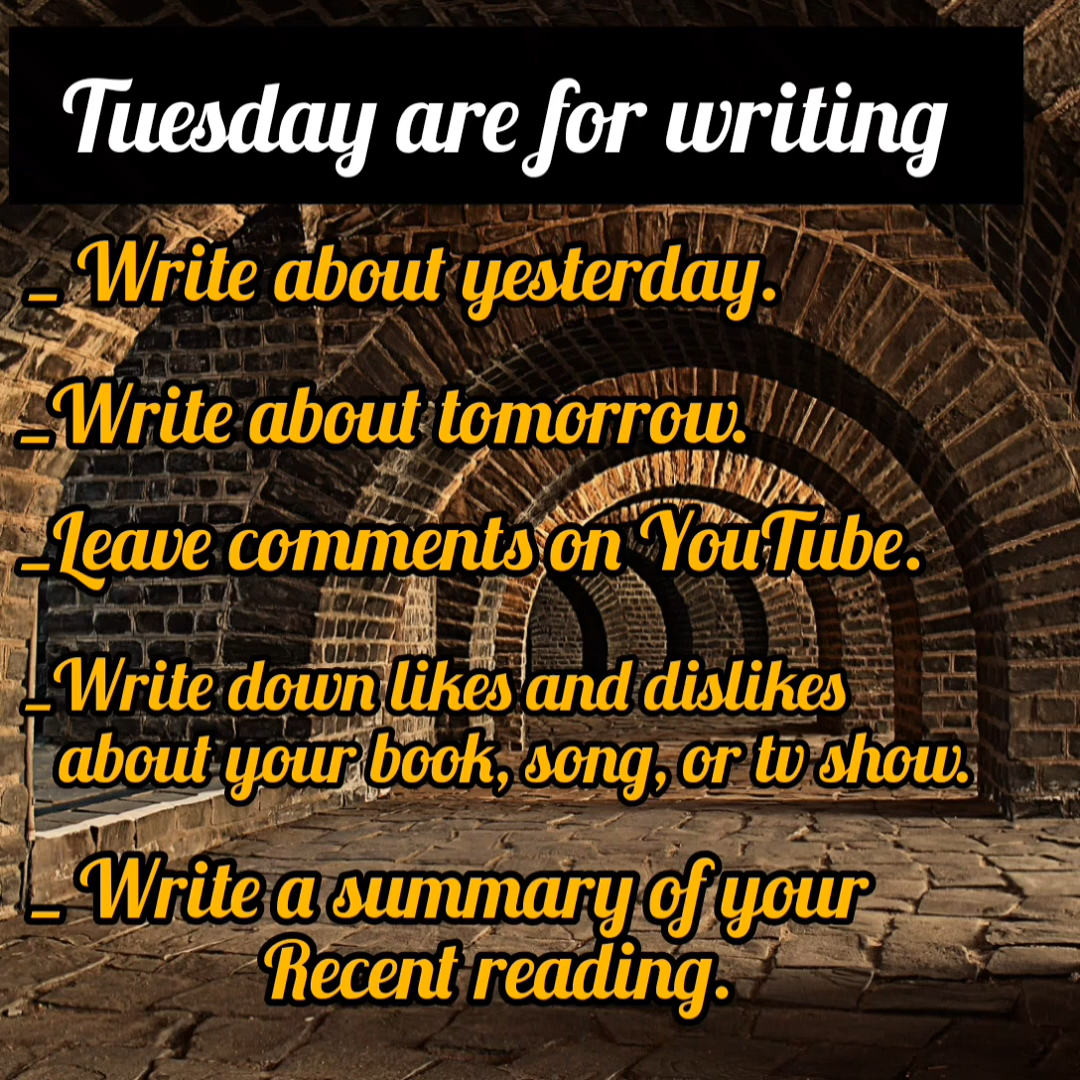 Tuesday are for writing
_ Write about yesterday.
_Write about tomorrow.
_Leave comments on YouTube.
_Write down likes and dislikes
about your book, song, or tv show.
_ Write a summary of your
Recent reading.